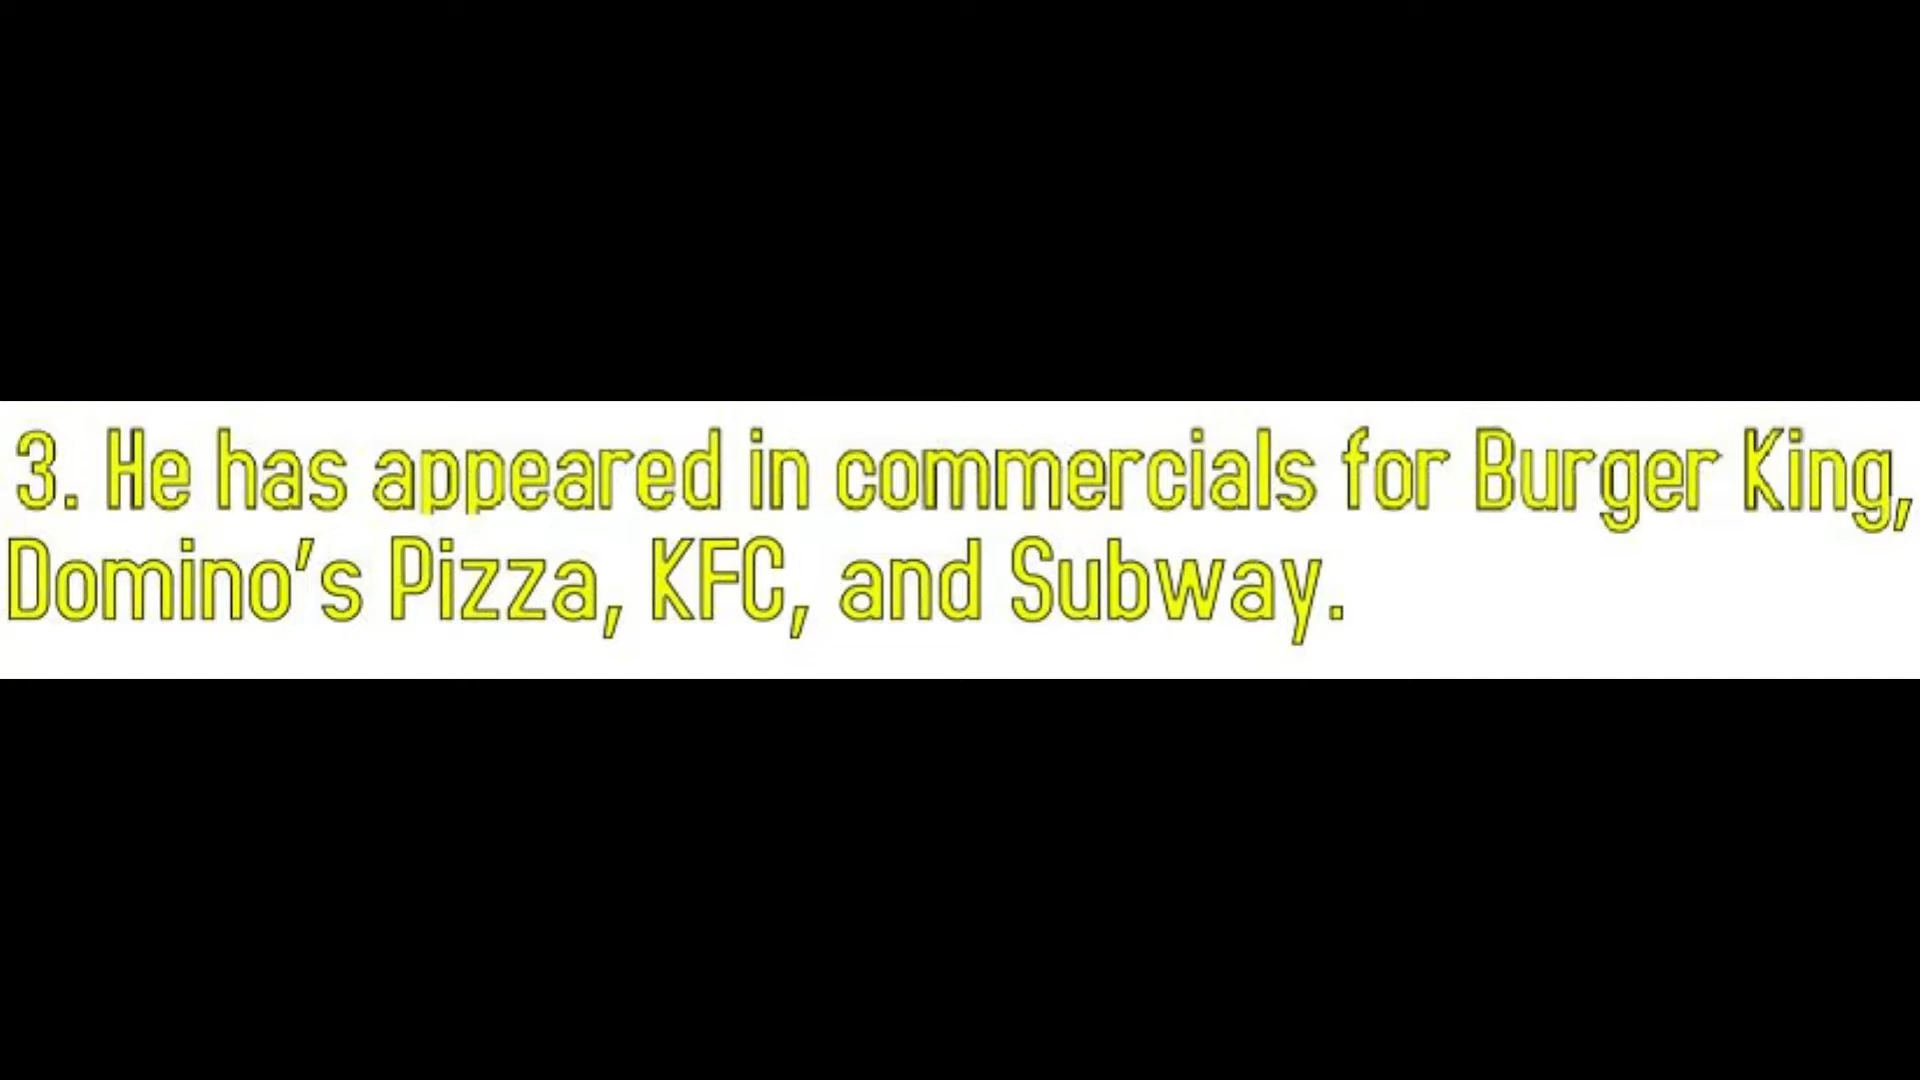 3. He has appeared in commercials for Burger King,
Domino's Pizza, KFC, and Subway.